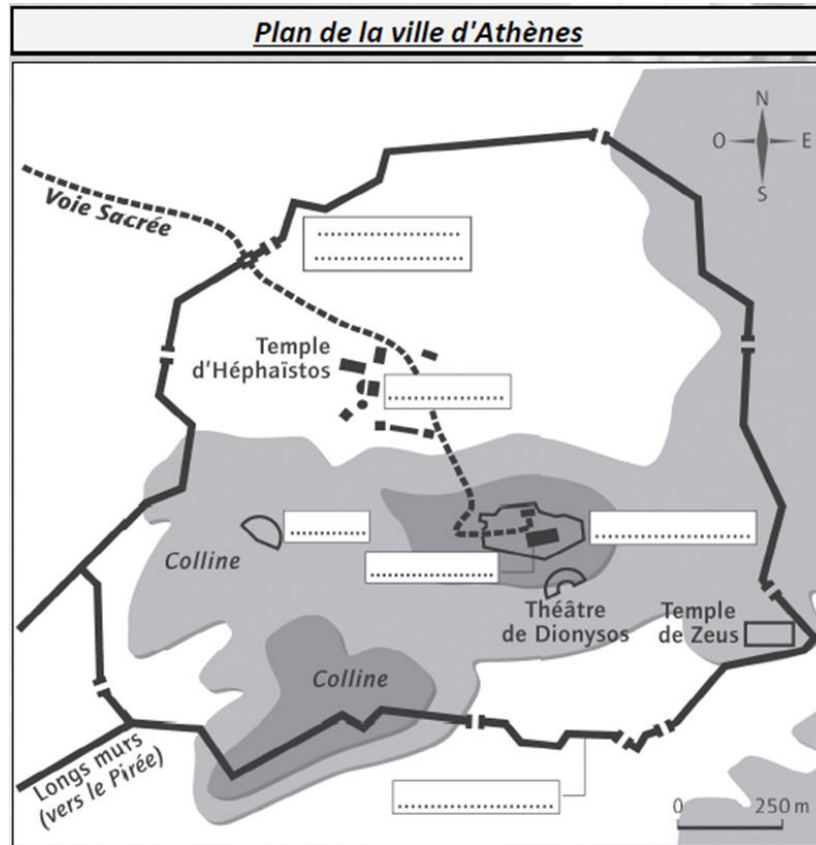 Plan de la ville d'Athènes
N
O
E
S
Voie Sacrée
....................
....................
Temple
d'Héphaïstos
..................
............
Colline
........................
..................
Théâtre
de Dionysos
Temple
de Zeus
Colline
Longs murs
(vers le Pirée)
......................
0 250 m